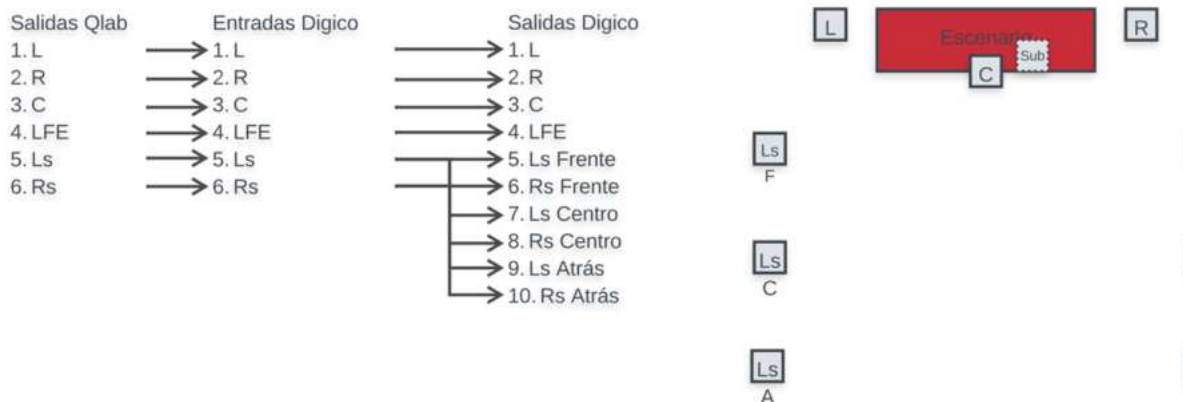 Salidas Qlab
1. L
2. R
3. C
4. LFE
5. Ls
6. Rs
Entradas Digico
1. L
2. R
3. C
4. LFE
5. Ls
6. Rs
Salidas Digico
1. L
2. R
3. C
4. LFE
5. Ls Frente
6. Rs Frente
7. Ls Centro
8. Rs Centro
9. Ls Atrás
10. Rs Atrás
L
Escenario
Sub
C
R
Ls
F
Ls
C
Ls
A